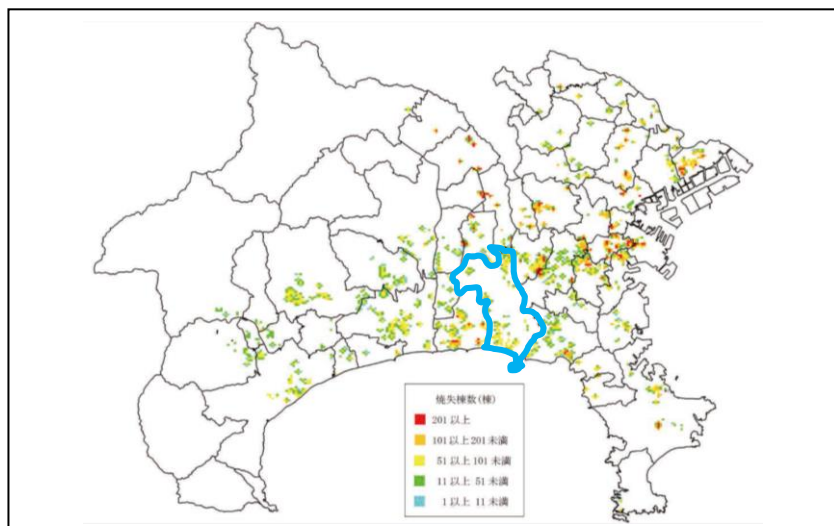 焼失棟数(棟)
201 以上
101 以上 201 未満
51 以上 101 未満
11 以上 51 未満
1 以上 11 未満